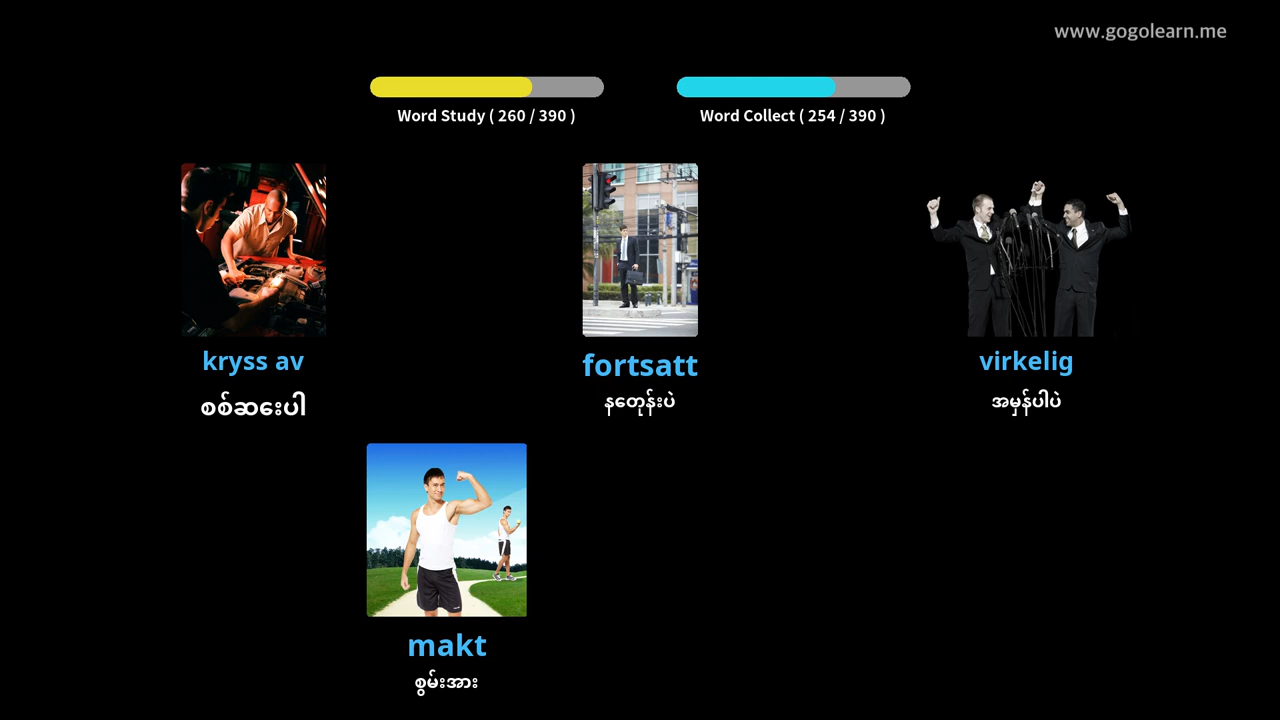 www.gogolearn.me
Word Study ( 260 / 390 )
Word Collect ( 254 / 390 )
kryss av
စစ်ဆေးပါ
fortsatt
နတေုန်းပဲ
virkelig
အမှန်ပါပဲ
makt
စွမ်းအား